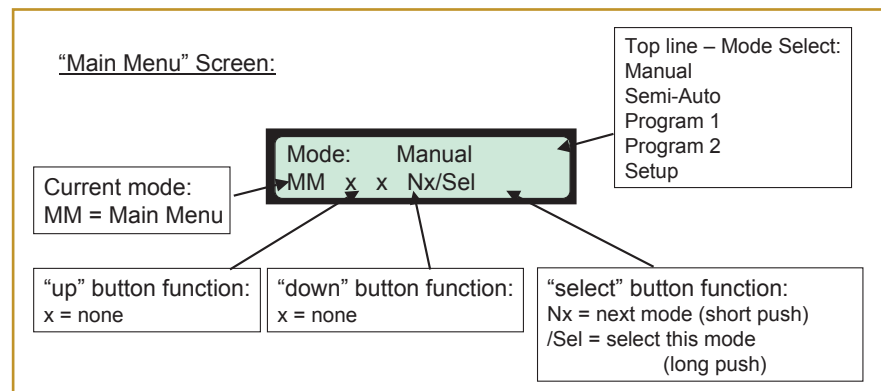 “Main Menu” Screen:
Top line – Mode Select:
Manual
Semi-Auto
Program 1
Program 2
Setup
Mode: Manual
MM x x Nx/Sel
Current mode:
MM = Main Menu
“up” button function:
x = none
“down” button function:
x = none
“select” button function:
Nx = next mode (short push)
/Sel = select this mode
(long push)